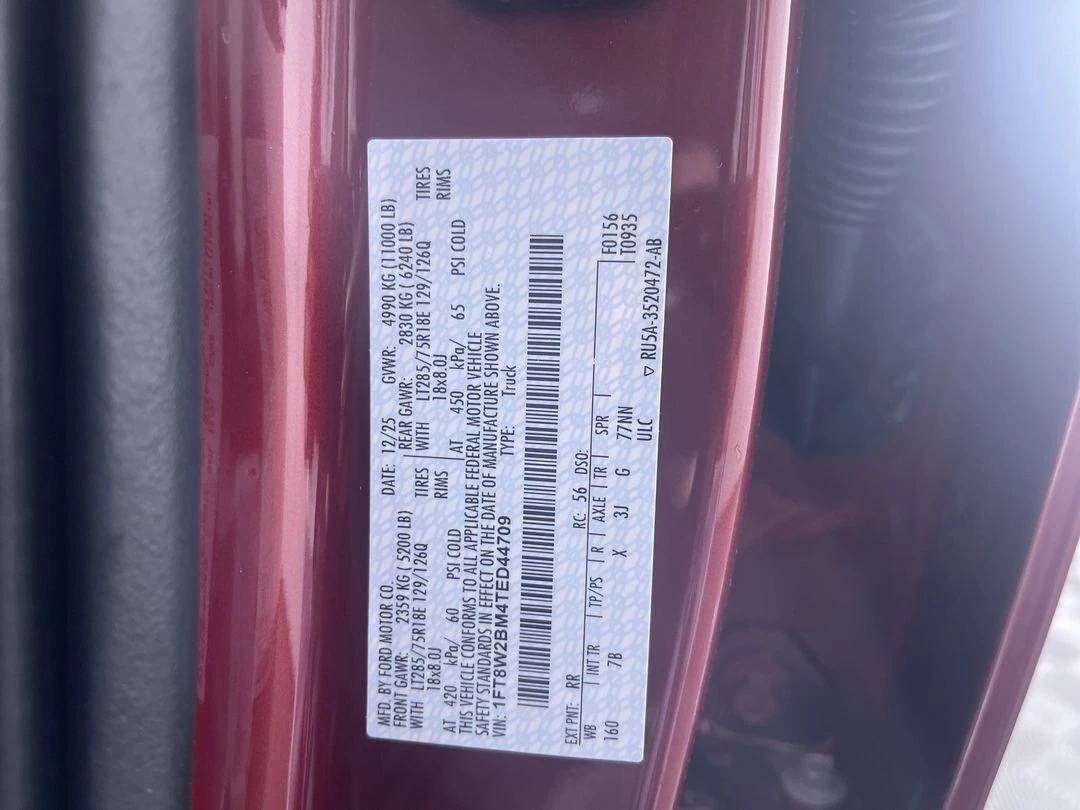 MFD. BY FORD MOTOR CO. DATE: 12/25 GVWR: 4990 KG (11000 LB)
FRONT GAWR: 2359 KG ( 5200 LB) REAR GAWR: 2830 KG ( 6240 LB)
WITH LT285/75R18E 129/126Q TIRES WITH LT285/75R18E 129/126Q TIRES
18x8.0J RIMS 18x8.0J RIMS
AT 420 kPa/ 60 PSI COLD AT 450 kPa/ 65 PSI COLD
THIS VEHICLE CONFORMS TO ALL APPLICABLE FEDERAL MOTOR VEHICLE
SAFETY STANDARDS IN EFFECT ON THE DATE OF MANUFACTURE SHOWN ABOVE.
VIN: 1FT8W2BM4TED44709 TYPE: Truck
EXT PNT: RR RC: 56 DSO: F0156
WB INT TR TP/PS R AXLE TR SPR T0935
160 7B X 3J G 77NN
ULC
▽ RU5A-3520472-AB